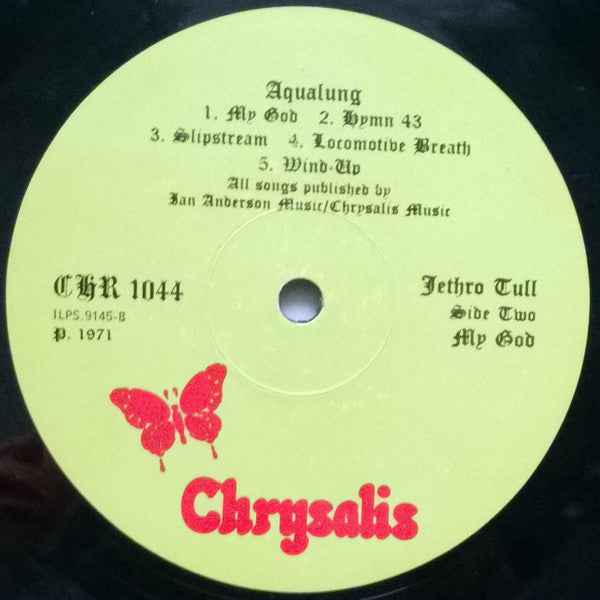 Aqualung
1. My God 2. Hymn 43
3. Slipstream 4. Locomotive Breath
5. Wind-Up
All songs published by
Ian Anderson Music/Chrysalis Music
CHR 1044
ILPS.9145-B
P. 1971
Jethro Tull
Side Two
My God
Chrysalis